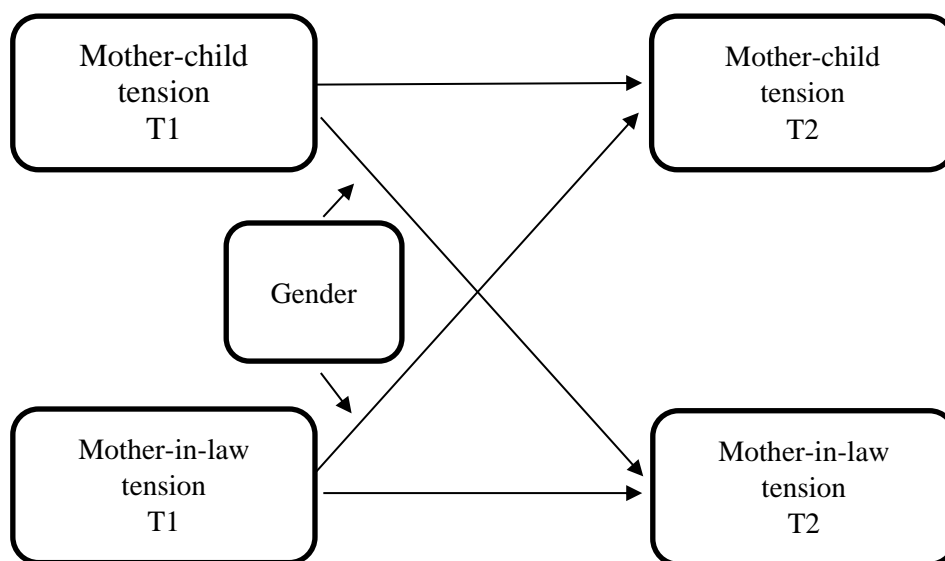 Mother-child
tension
T1
Mother-child
tension
T2
Gender
Mother-in-law
tension
T1
Mother-in-law
tension
T2